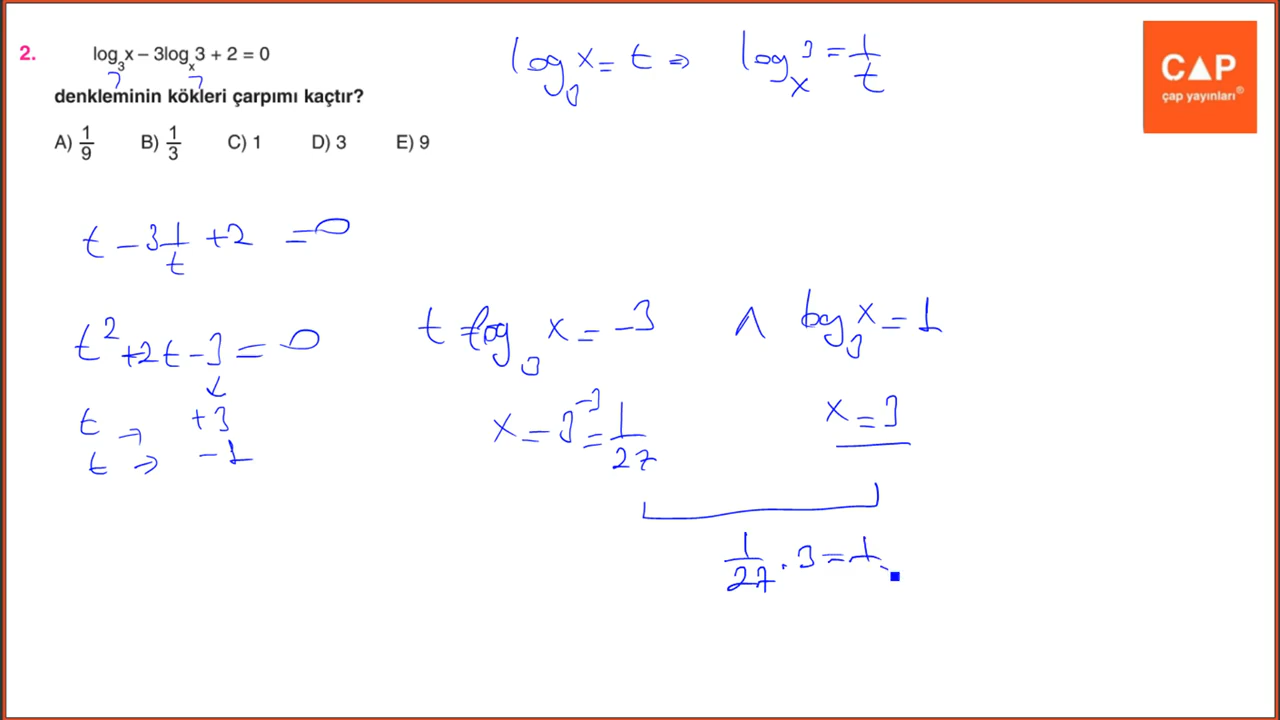 2. log₃x – 3logₓ3 + 2 = 0
denkleminin kökleri çarpımı kaçtır?
A) 1/9 B) 1/3 C) 1 D) 3 E) 9
log₃x = t ⇒ logₓ3 = 1/t
CAP
çap yayınları®
t – 3 1/t + 2 = 0
t² + 2t – 3 = 0
t → +3
t → –1
t = log₃x = –3 ∧ log₃x = 1
x = 3⁻³ = 1/27
x = 3
1/27 · 3 = 1